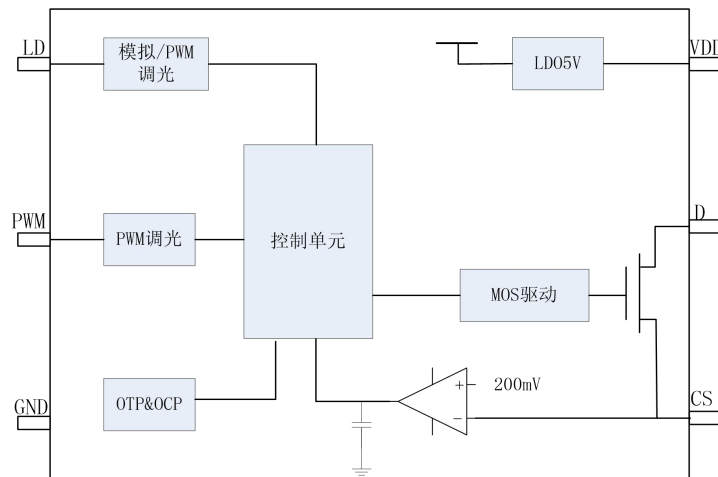 LD
模拟/PWM
调光
LDO5V
VDD
PWM
PWM调光
控制单元
D
MOS驱动
GND
OTP&OCP
+
200mV
−
CS